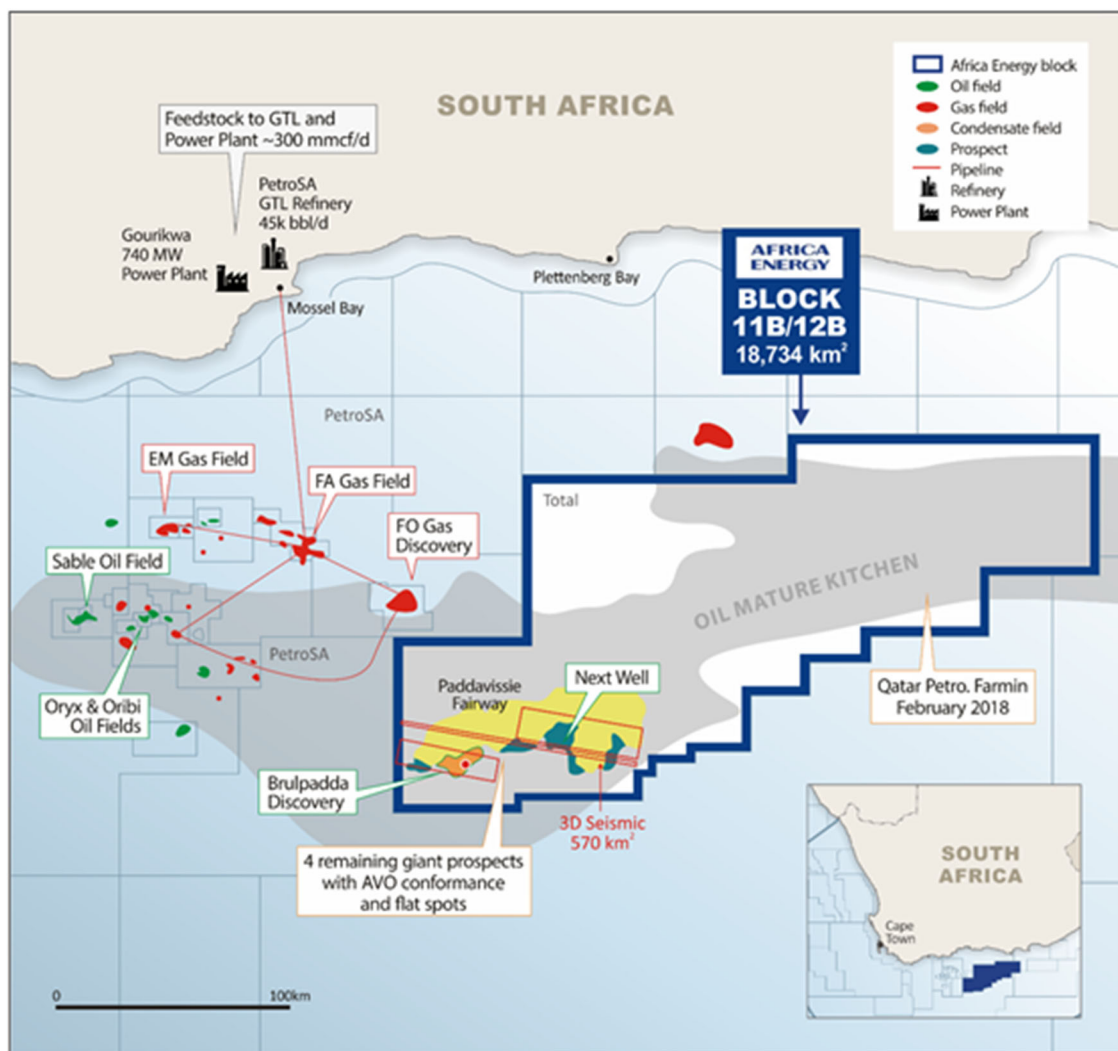 SOUTH AFRICA
Africa Energy block
Oil field
Gas field
Condensate field
Prospect
Pipeline
Refinery
Power Plant
Feedstock to GTL and
Power Plant ~300 mmcf/d
PetroSA
GTL Refinery
45k bbl/d
Gourikwa
740 MW
Power Plant
Mossel Bay
Plettenberg Bay
AFRICA
ENERGY
BLOCK
11B/12B
18,734 km²
PetroSA
EM Gas Field
FA Gas Field
FO Gas
Discovery
Total
Sable Oil Field
OIL MATURE KITCHEN
PetroSA
Oryx & Oribi
Oil Fields
Paddavissie
Fairway
Next Well
Qatar Petro. Farmin
February 2018
Brulpadda
Discovery
3D Seismic
570 km²
4 remaining giant prospects
with AVO conformance
and flat spots
SOUTH
AFRICA
Cape
Town
0
100km